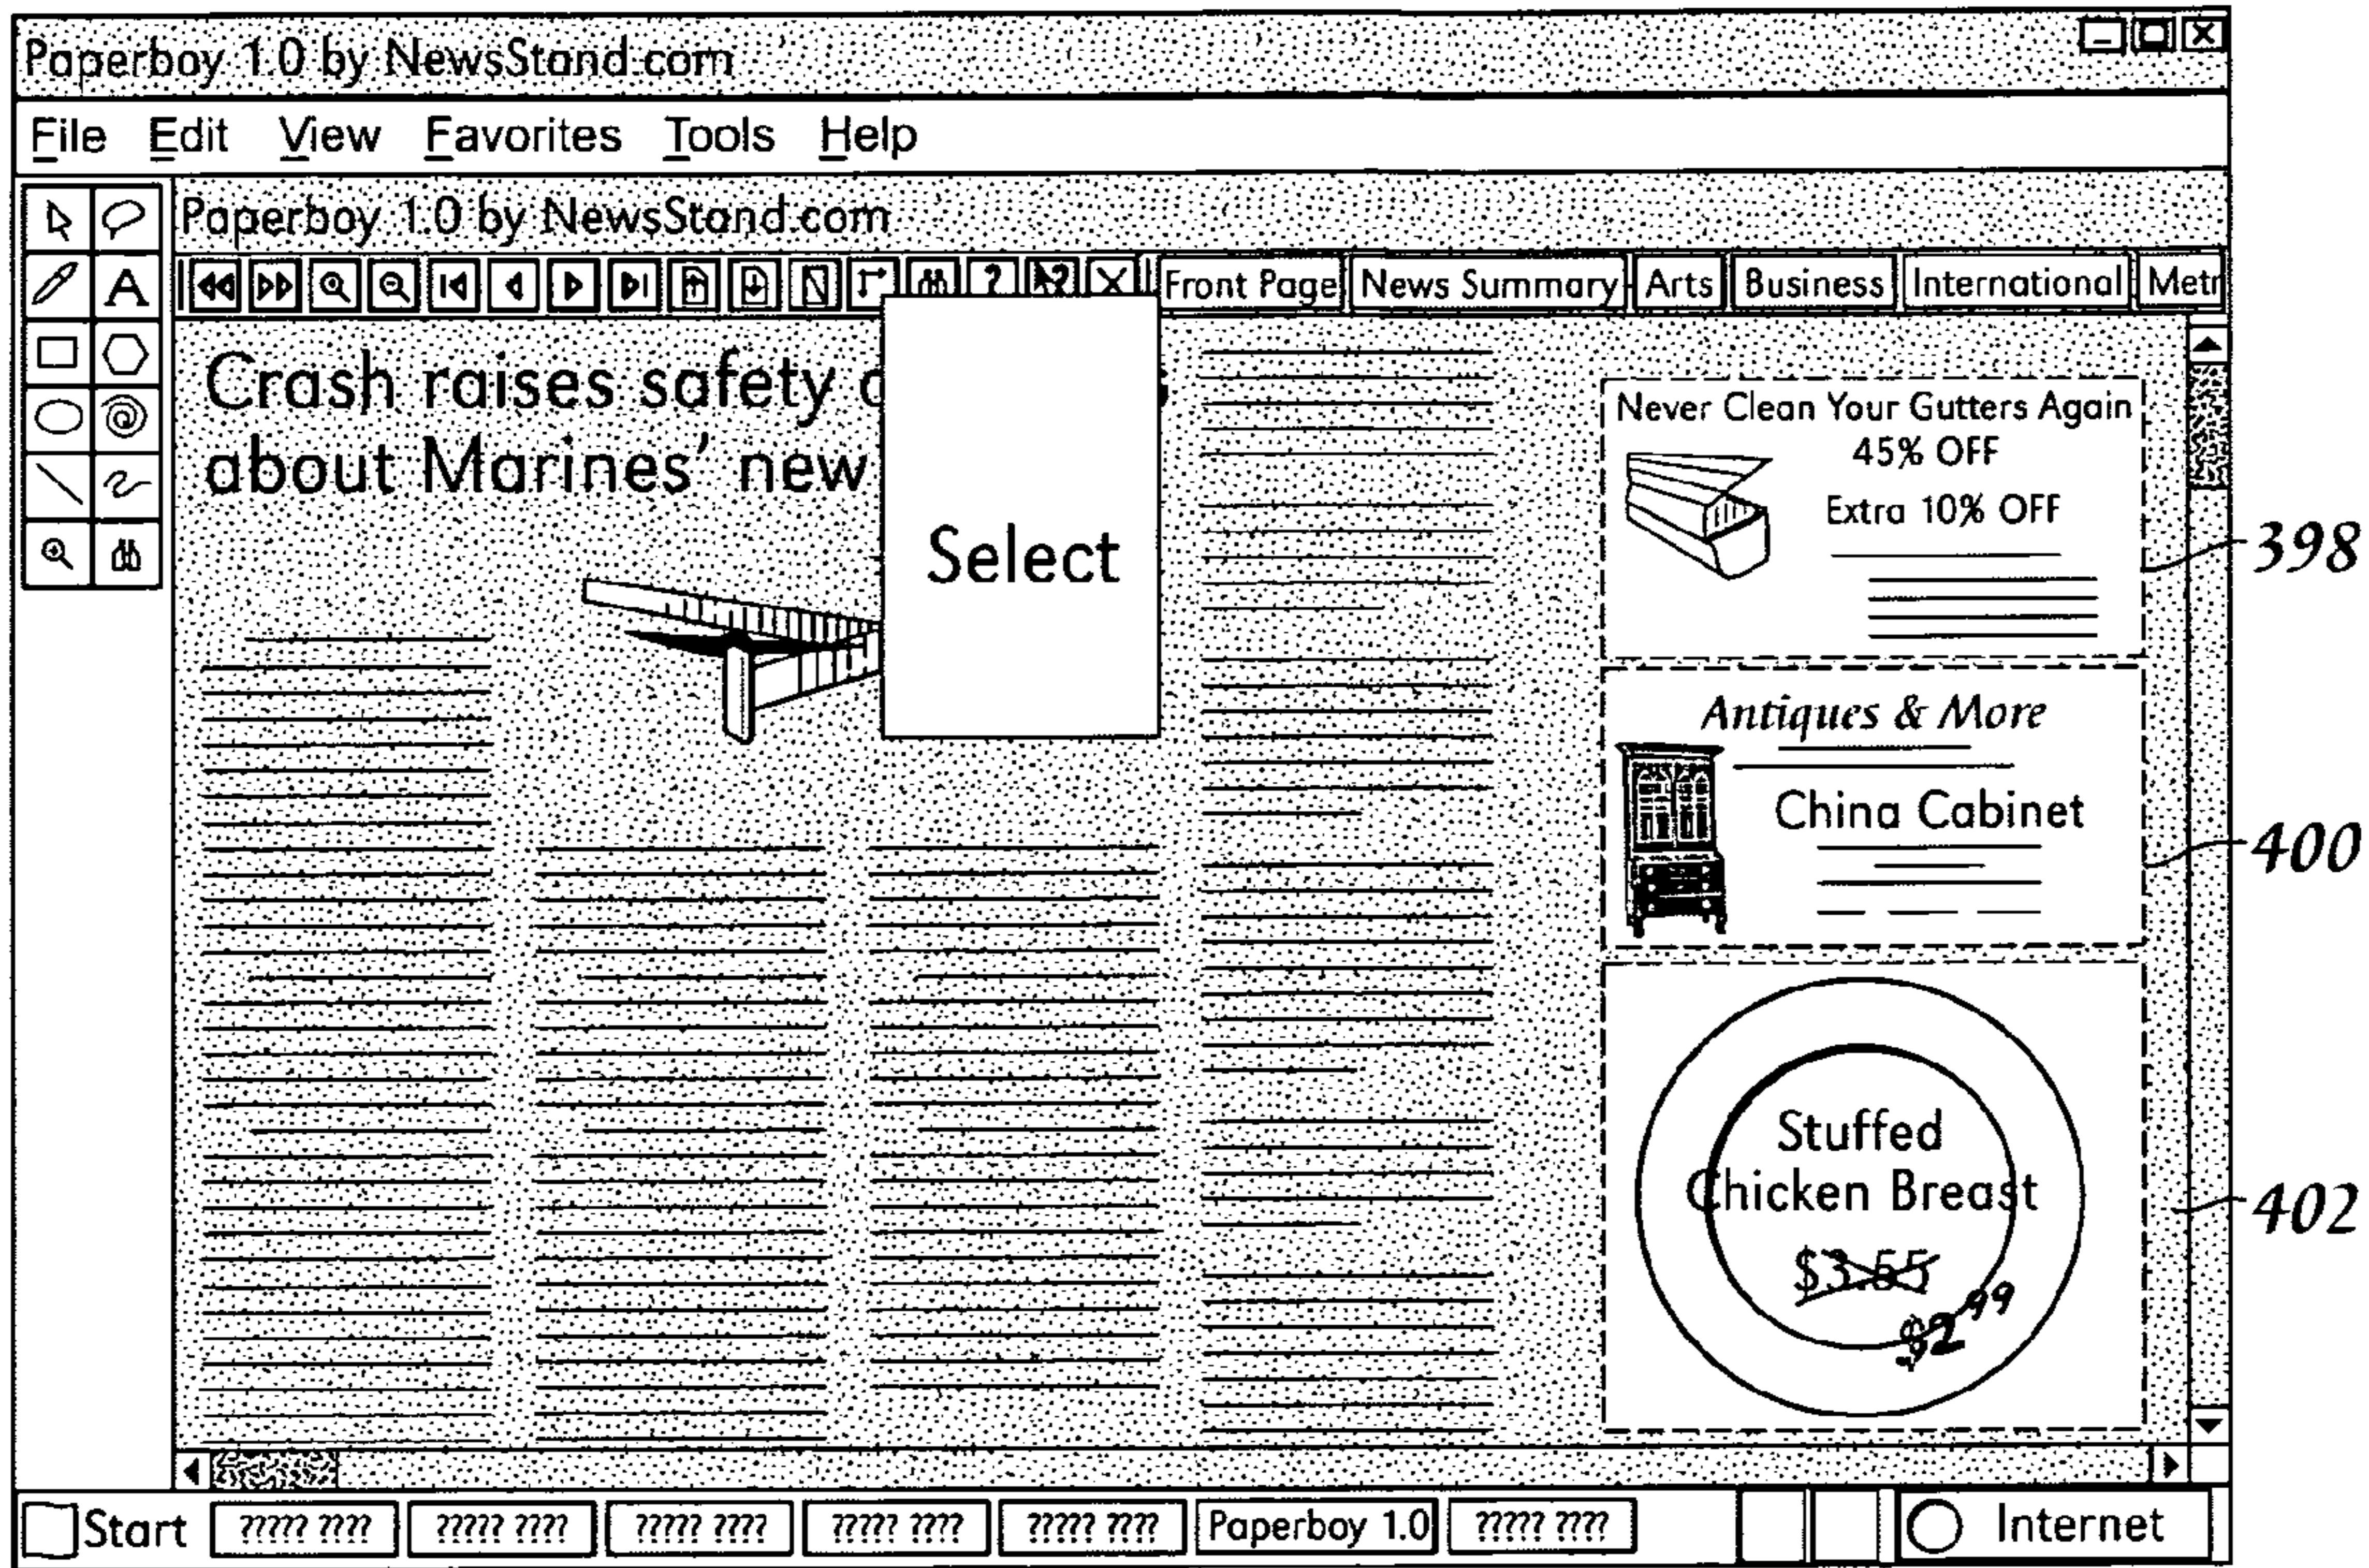 Paperboy 1.0 by NewsStand.com
File Edit View Favorites Tools Help
Paperboy 1.0 by NewsStand.com
A ? ? Front Page News Summary Arts Business International Metr
Crash raises safety
about Marines' new
Select
Never Clean Your Gutters Again
45% OFF
Extra 10% OFF
398
Antiques & More
China Cabinet
400
Stuffed
Chicken Breast
$3.55
$2.99
402
Start ????? ???? ????? ???? ????? ???? ????? ???? ????? ???? Paperboy 1.0 ????? ???? Internet